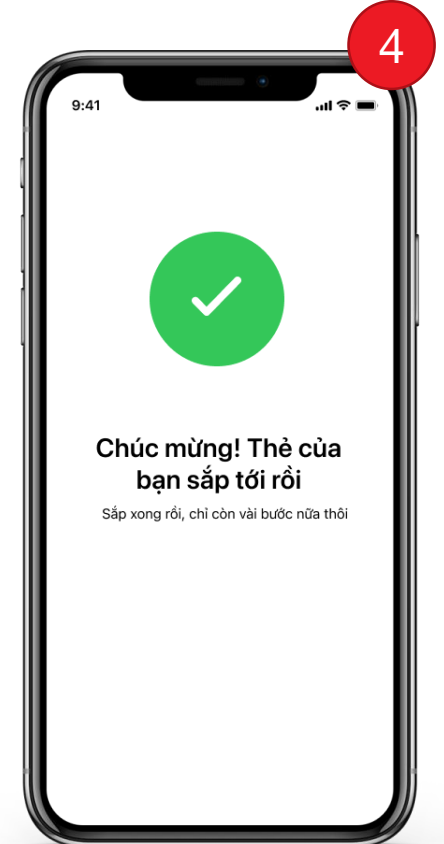 4
9:41
Chúc mừng! Thẻ của
bạn sắp tới rồi
Sắp xong rồi, chỉ còn vài bước nữa thôi